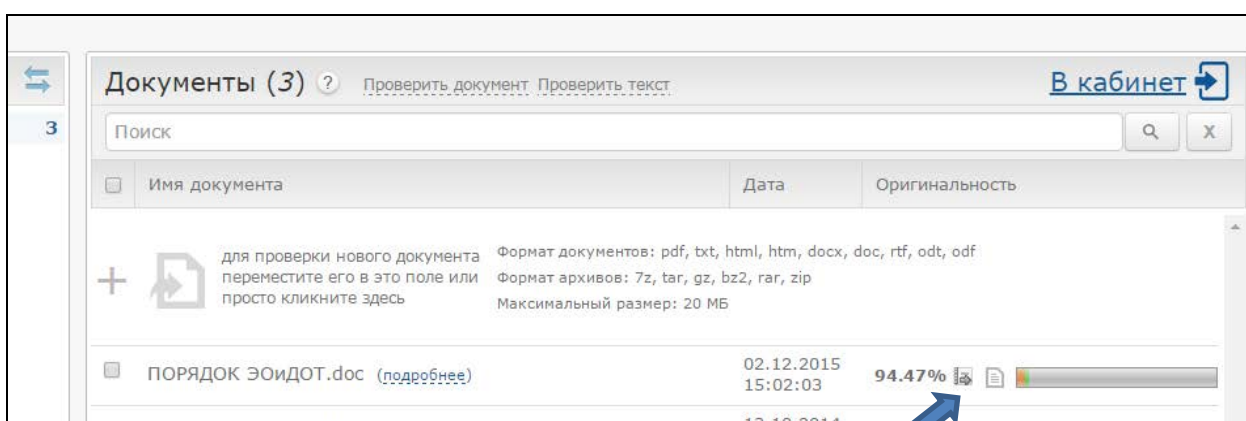 Документы (3) ? Проверить документ Проверить текст В кабинет
3
Поиск X
Имя документа Дата Оригинальность
для проверки нового документа
переместите его в это поле или
просто кликните здесь
Формат документов: pdf, txt, html, htm, docx, doc, rtf, odt, odf
Формат архивов: 7z, tar, gz, bz2, rar, zip
Максимальный размер: 20 МБ
ПОРЯДОК ЭОиДОТ.doc (подробнее) 02.12.2015
15:02:03 94.47%